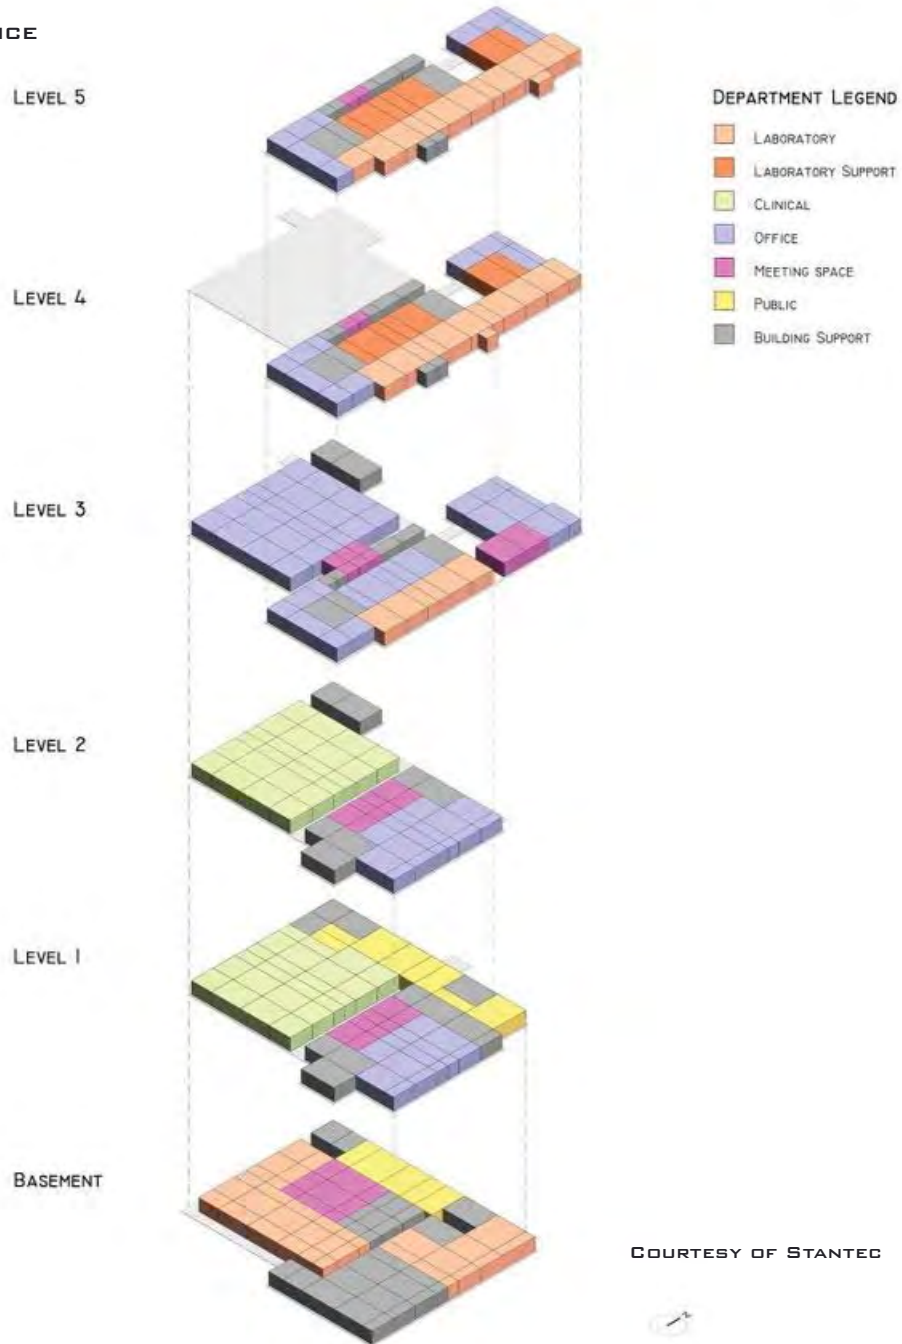 ICE
LEVEL 5
DEPARTMENT LEGEND
LABORATORY
LABORATORY SUPPORT
CLINICAL
OFFICE
MEETING SPACE
PUBLIC
BUILDING SUPPORT
LEVEL 4
LEVEL 3
LEVEL 2
LEVEL 1
BASEMENT
COURTESY OF STANTEC